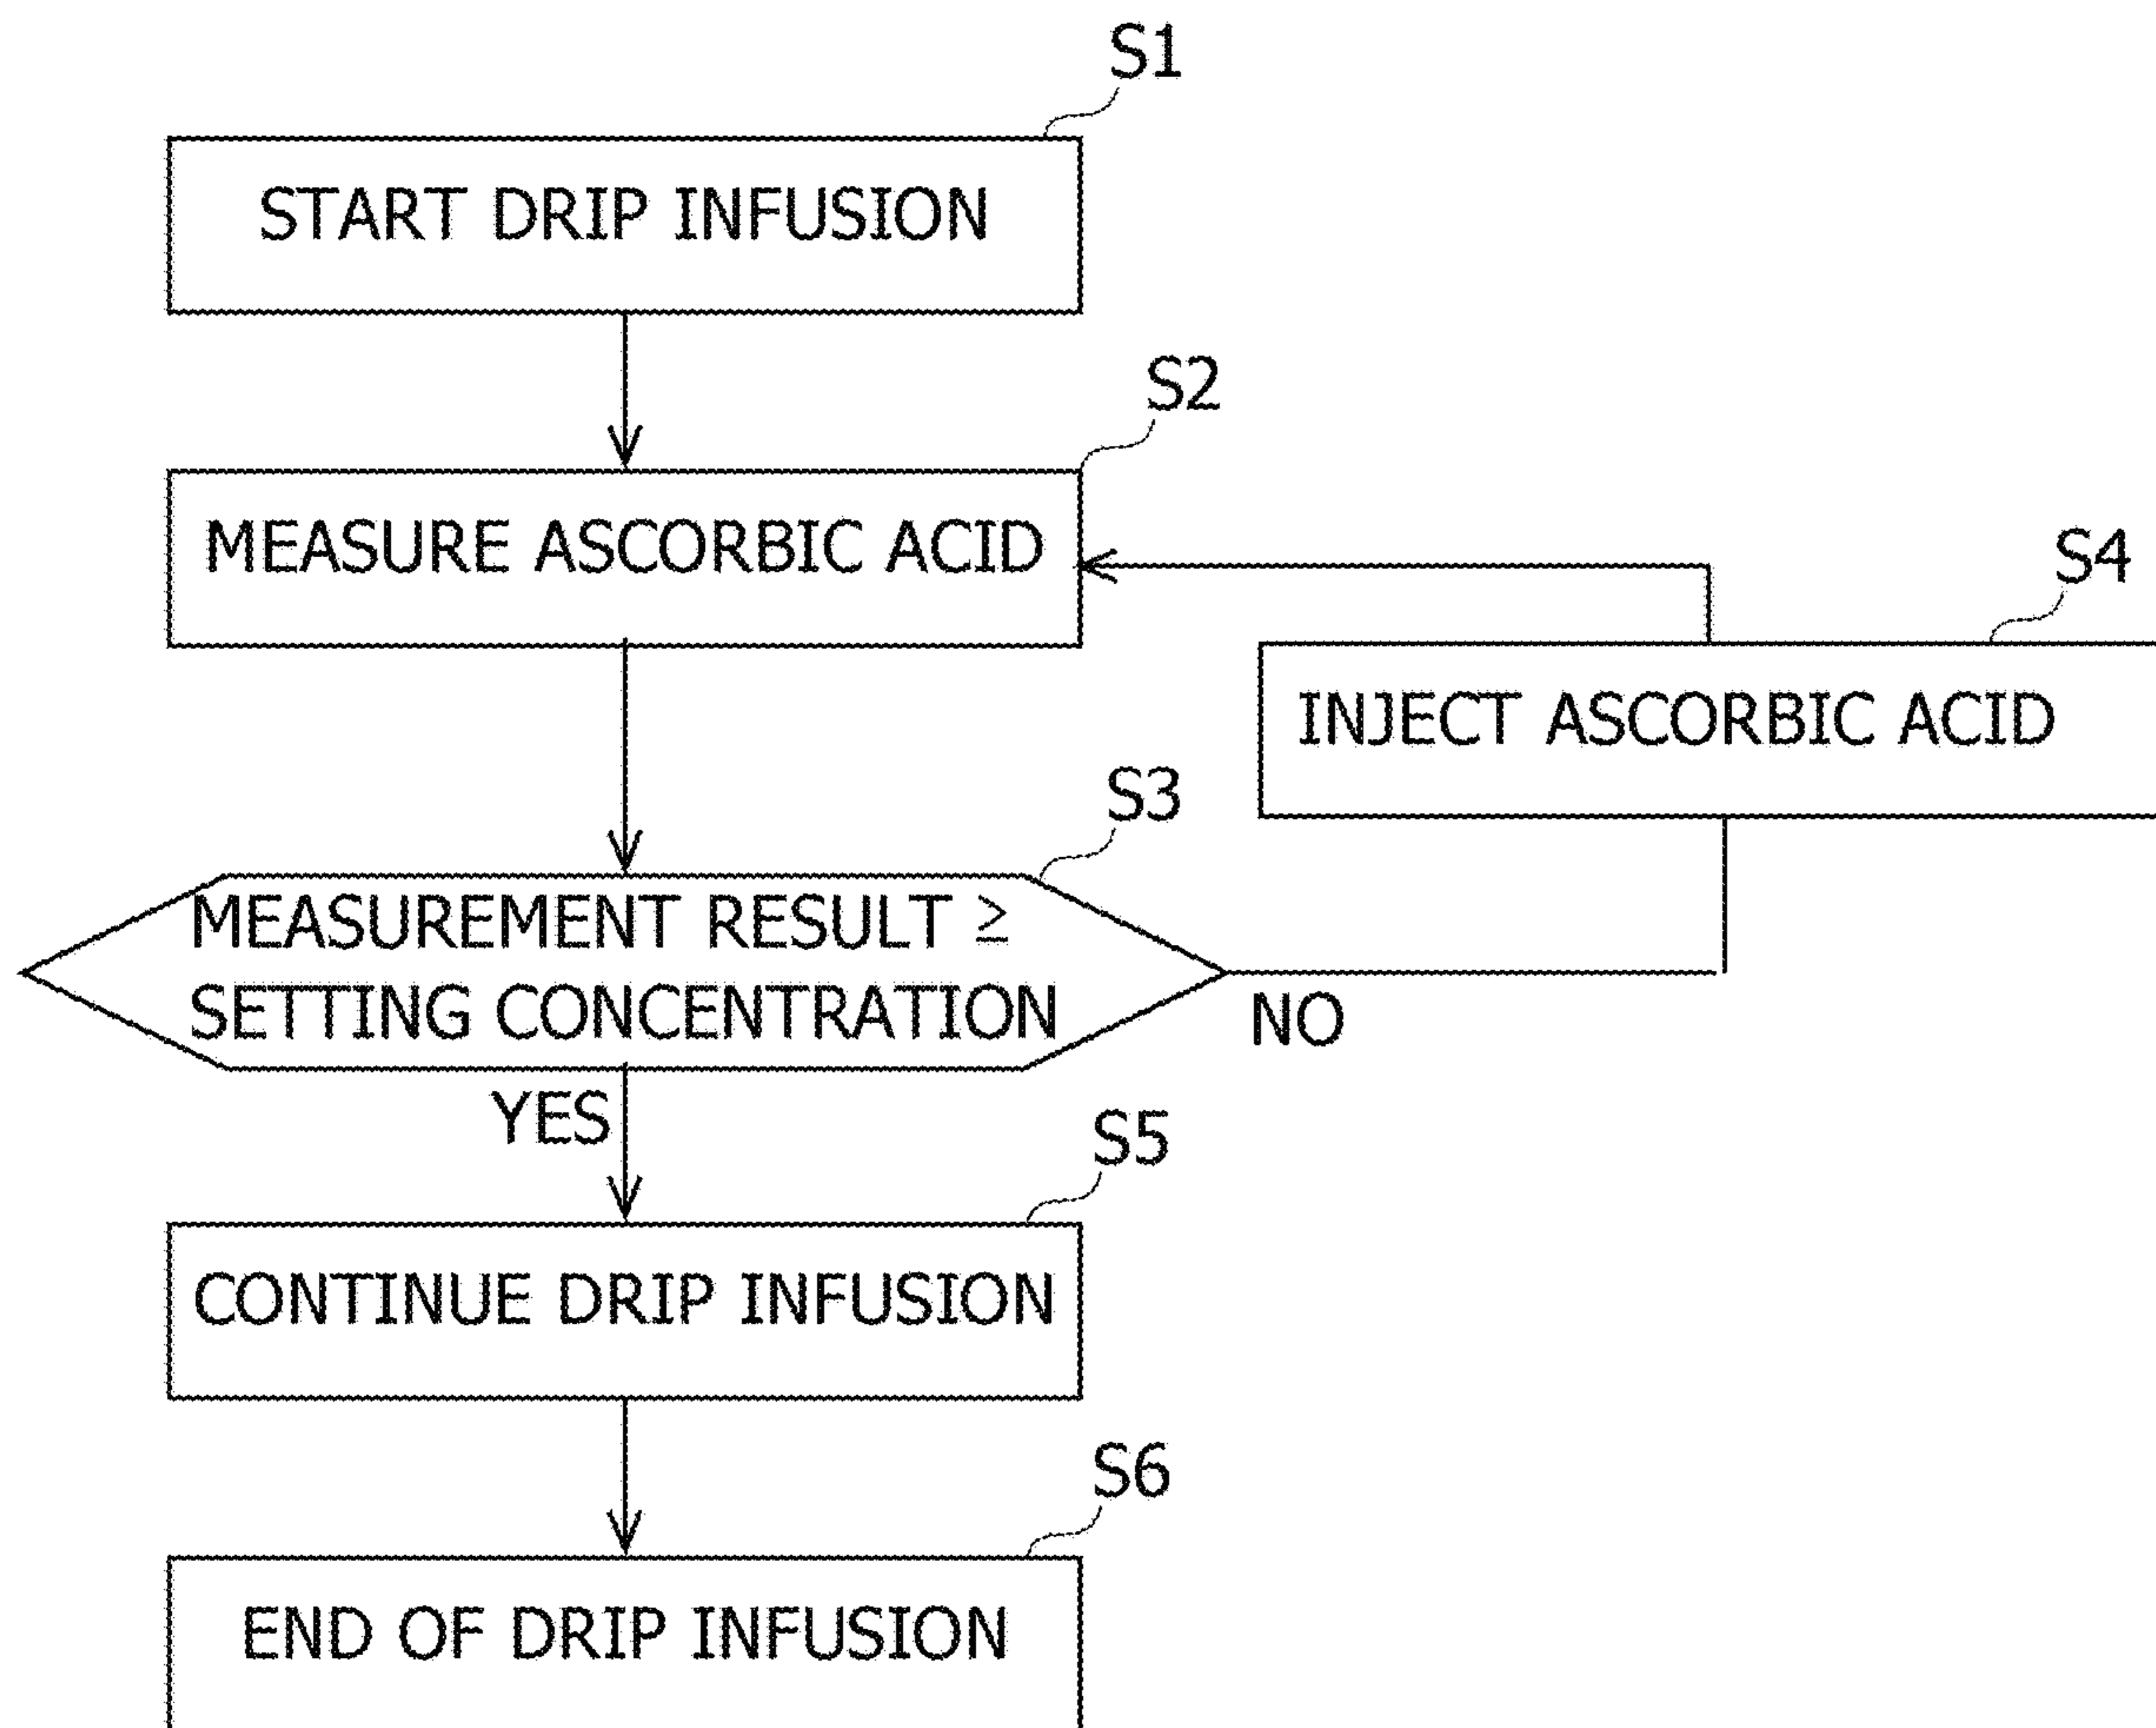 S1
START DRIP INFUSION
S2
MEASURE ASCORBIC ACID
S4
INJECT ASCORBIC ACID
S3
MEASUREMENT RESULT ≥
SETTING CONCENTRATION
NO
YES
S5
CONTINUE DRIP INFUSION
S6
END OF DRIP INFUSION